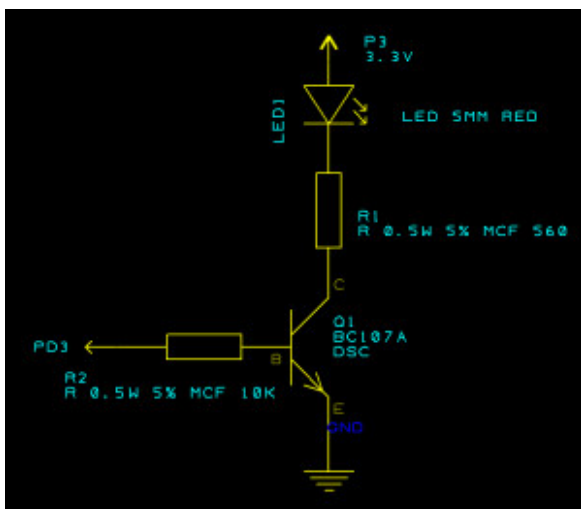 P3
3.3V
LED1
LED 5MM RED
R1
R 0.5W 5% MCF 560
C
Q1
BC107A
DSC
PD3
B
R2
R 0.5W 5% MCF 10K
E
GND